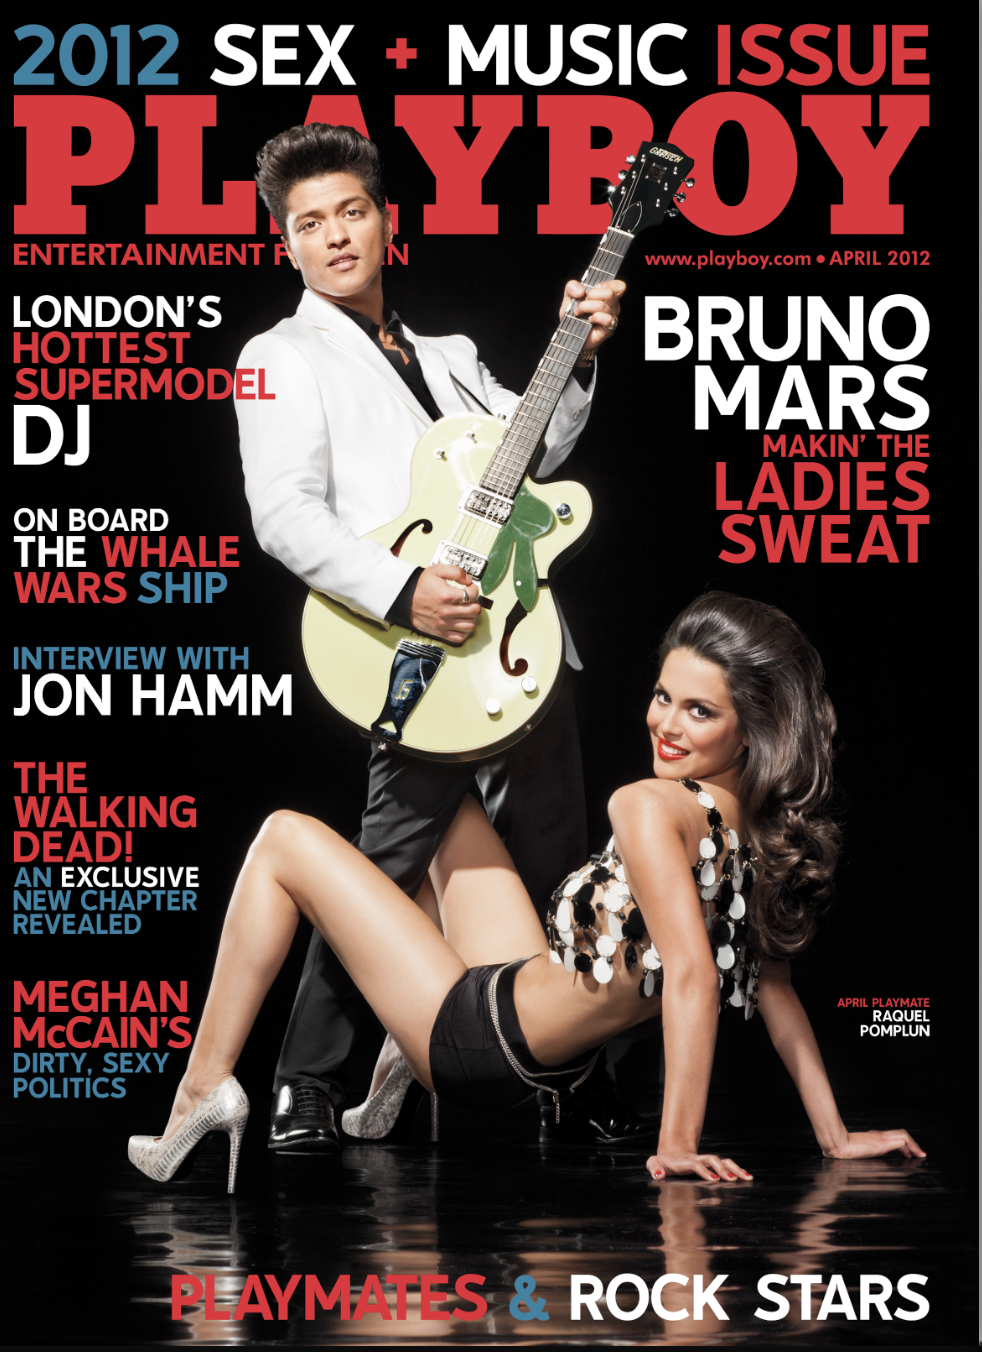 2012 SEX + MUSIC ISSUE
PLAYBOY
ENTERTAINMENT F N
www.playboy.com • APRIL 2012
LONDON'S
HOTTEST
SUPERMODEL
DJ
ON BOARD
THE WHALE
WARS SHIP
INTERVIEW WITH
JON HAMM
THE
WALKING
DEAD!
AN EXCLUSIVE
NEW CHAPTER
REVEALED
MEGHAN
McCAIN'S
DIRTY, SEXY
POLITICS
BRUNO
MARS
MAKIN' THE
LADIES
SWEAT
GRETSCH
APRIL PLAYMATE
RAQUEL
POMPLUN
PLAYMATES & ROCK STARS